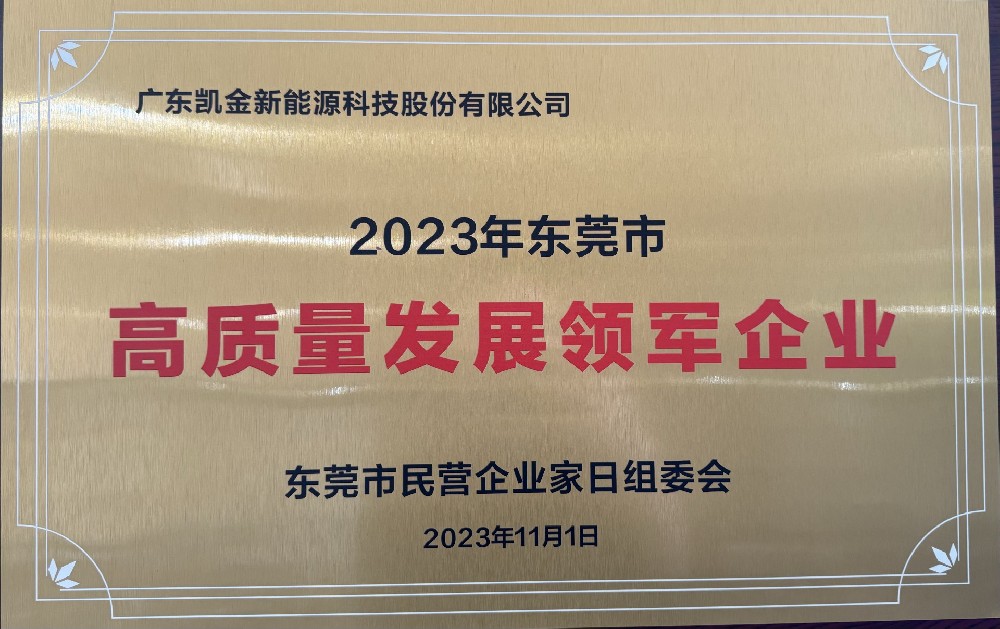 广东凯金新能源科技股份有限公司
2023年东莞市
高质量发展领军企业
东莞市民营企业家日组委会
2023年11月1日